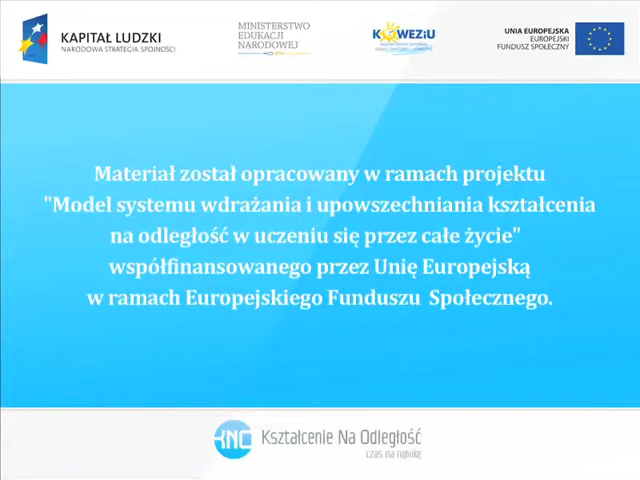 KAPITAŁ LUDZKI
NARODOWA STRATEGIA SPÓJNOŚCI
MINISTERSTWO
EDUKACJI
NARODOWEJ
KOWEZiU
UNIA EUROPEJSKA
EUROPEJSKI
FUNDUSZ SPOŁECZNY
Materiał został opracowany w ramach projektu
"Model systemu wdrażania i upowszechniania kształcenia
na odległość w uczeniu się przez całe życie"
współfinansowanego przez Unię Europejską
w ramach Europejskiego Funduszu Społecznego.
KNO Kształcenie Na Odległość
czas na n@ukę